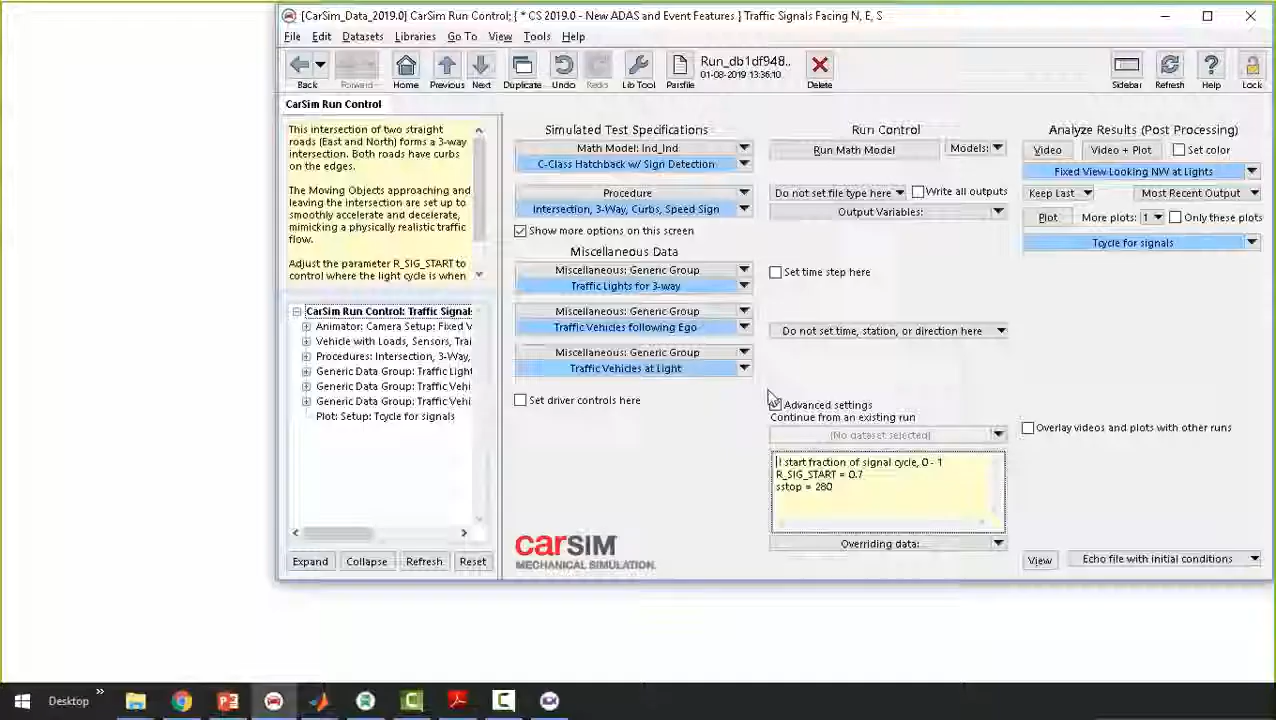 [CarSim_Data_2019.0] CarSim Run Control; { * CS 2019.0 - New ADAS and Event Features } Traffic Signals Facing N, E, S
File Edit Datasets Libraries Go To View Tools Help
Back Forward Home Previous Next Duplicate Undo Redo Lib Tool Parsfile
Run_db1df948..
01-08-2019 13:36:10
Delete Sidebar Refresh Help Lock
CarSim Run Control
This intersection of two straight
roads (East and North) forms a 3-way
intersection. Both roads have curbs
on the edges.
The Moving Objects approaching and
leaving the intersection are set up to
smoothly accelerate and decelerate,
mimicking a physically realistic traffic
flow.
Adjust the parameter R_SIG_START to
control where the light cycle is when
CarSim Run Control: Traffic Signal:
Animator: Camera Setup: Fixed V
Vehicle with Loads, Sensors, Trai
Procedures: Intersection, 3-Way,
Generic Data Group: Traffic Light
Generic Data Group: Traffic Vehi
Generic Data Group: Traffic Vehi
Plot: Setup: Tcycle for signals
Expand Collapse Refresh Reset
Simulated Test Specifications
Math Model: Ind_Ind
C-Class Hatchback w/ Sign Detection
Procedure
Intersection, 3-Way, Curbs, Speed Sign
Show more options on this screen
Miscellaneous Data
Miscellaneous: Generic Group
Traffic Lights for 3-way
Miscellaneous: Generic Group
Traffic Vehicles following Ego
Miscellaneous: Generic Group
Traffic Vehicles at Light
Set driver controls here
carSIM
MECHANICAL SIMULATION.
Run Control
Run Math Model Models:
Do not set file type here Write all outputs
Output Variables:
Set time step here
Do not set time, station, or direction here
Advanced settings
Continue from an existing run
(No dataset selected)
! start fraction of signal cycle, 0 - 1
R_SIG_START = 0.7
sstop = 280
Overriding data:
Analyze Results (Post Processing)
Video Video + Plot Set color
Fixed View Looking NW at Lights
Keep Last Most Recent Output
Plot More plots: 1 Only these plots
Tcycle for signals
Overlay videos and plots with other runs
View Echo file with initial conditions
Desktop